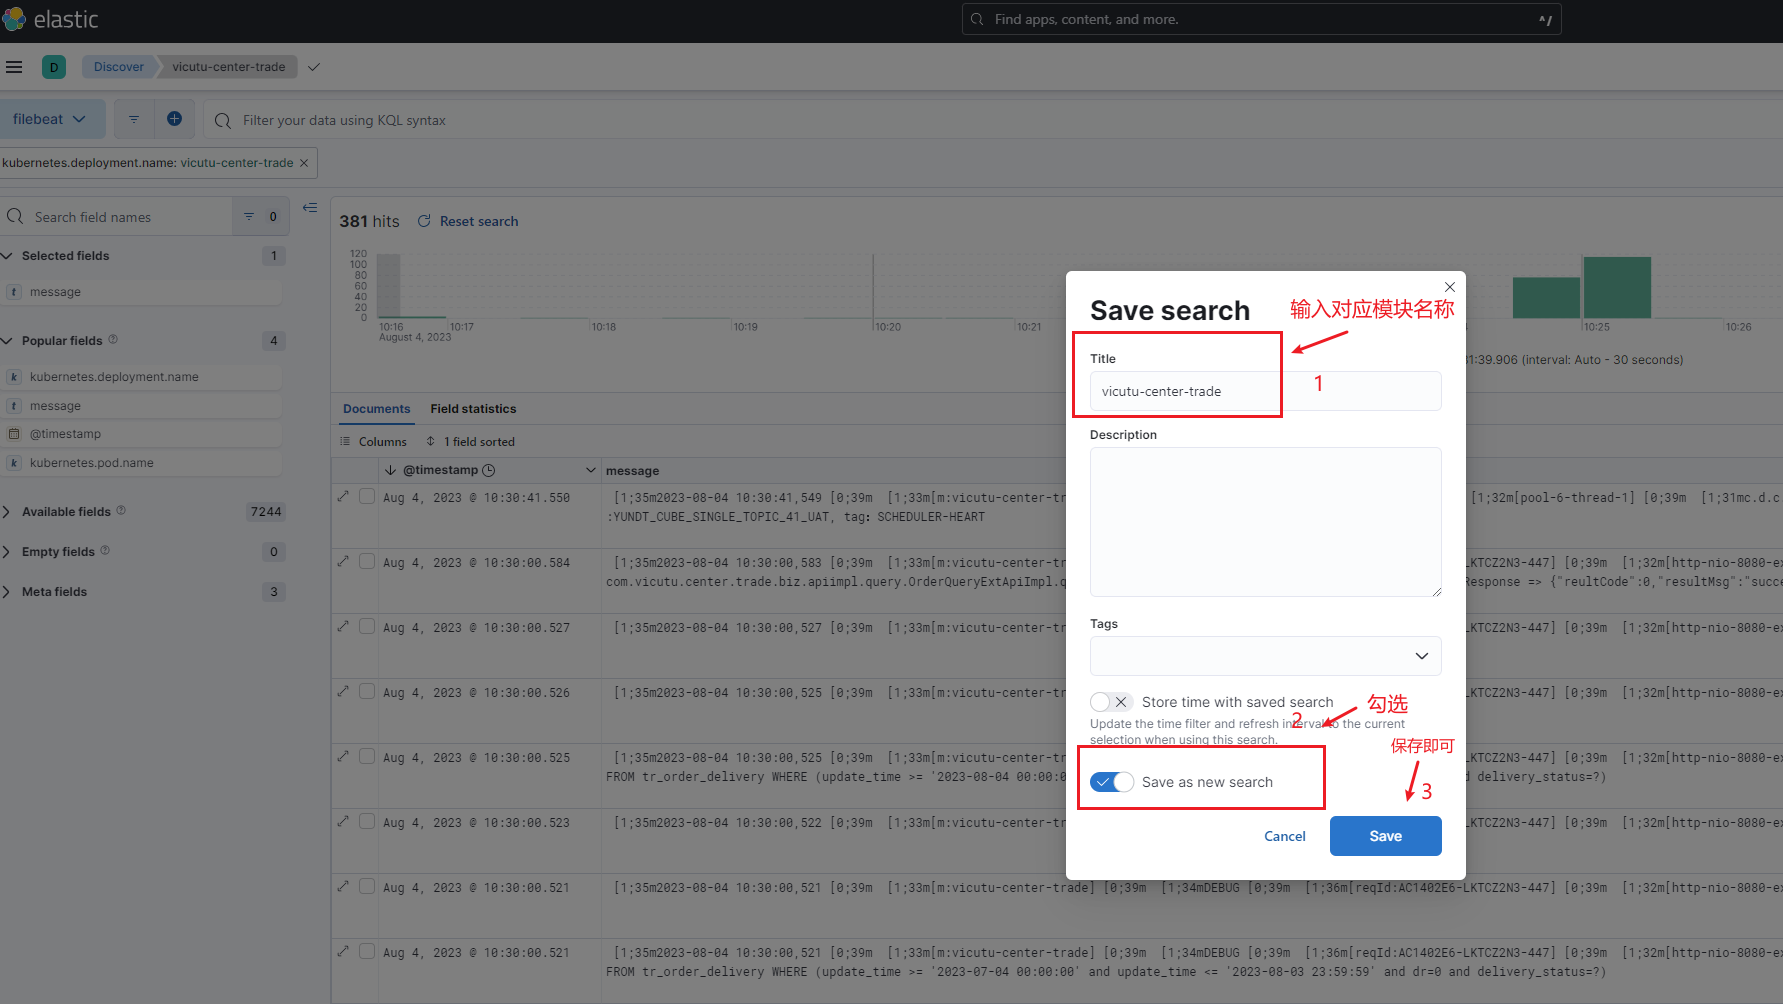 elastic
Find apps, content, and more.
^/
D
Discover
vicutu-center-trade
filebeat
Filter your data using KQL syntax
kubernetes.deployment.name: vicutu-center-trade
Search field names
0
Selected fields
1
t message
Popular fields
4
k kubernetes.deployment.name
t message
@timestamp
k kubernetes.pod.name
Available fields
7244
Empty fields
0
Meta fields
3
381 hits
Reset search
120
100
80
60
40
20
0
10:16
August 4, 2023
10:17
10:18
10:19
10:20
10:21
10:25
10:26
1:39.906 (interval: Auto - 30 seconds)
Documents
Field statistics
Columns
1 field sorted
@timestamp
message
Aug 4, 2023 @ 10:30:41.550
[1;35m2023-08-04 10:30:41,549 [0;39m [1;33m[m:vicutu-center-tr
[1;32m[pool-6-thread-1] [0;39m [1;31mc.d.c
:YUNDT_CUBE_SINGLE_TOPIC_41_UAT, tag: SCHEDULER-HEART
Aug 4, 2023 @ 10:30:00.584
[1;35m2023-08-04 10:30:00,583 [0;39m [1;33m[m:vicutu-center-tr
LKTCZ2N3-447] [0;39m [1;32m[http-nio-8080-ex
com.vicutu.center.trade.biz.apiimpl.query.OrderQueryExtApiImpl.q
Response => {"reultCode":0,"resultMsg":"succe
Aug 4, 2023 @ 10:30:00.527
[1;35m2023-08-04 10:30:00,527 [0;39m [1;33m[m:vicutu-center-tr
LKTCZ2N3-447] [0;39m [1;32m[http-nio-8080-ex
Aug 4, 2023 @ 10:30:00.526
[1;35m2023-08-04 10:30:00,525 [0;39m [1;33m[m:vicutu-center-tr
LKTCZ2N3-447] [0;39m [1;32m[http-nio-8080-ex
Aug 4, 2023 @ 10:30:00.525
[1;35m2023-08-04 10:30:00,525 [0;39m [1;33m[m:vicutu-center-tr
LKTCZ2N3-447] [0;39m [1;32m[http-nio-8080-ex
FROM tr_order_delivery WHERE (update_time >= '2023-08-04 00:00:0
d delivery_status=?)
Aug 4, 2023 @ 10:30:00.523
[1;35m2023-08-04 10:30:00,522 [0;39m [1;33m[m:vicutu-center-tr
LKTCZ2N3-447] [0;39m [1;32m[http-nio-8080-ex
Aug 4, 2023 @ 10:30:00.521
[1;35m2023-08-04 10:30:00,521 [0;39m [1;33m[m:vicutu-center-trade] [0;39m [1;34mDEBUG [0;39m [1;36m[reqId:AC1402E6-LKTCZ2N3-447] [0;39m [1;32m[http-nio-8080-ex
Aug 4, 2023 @ 10:30:00.521
[1;35m2023-08-04 10:30:00,521 [0;39m [1;33m[m:vicutu-center-trade] [0;39m [1;34mDEBUG [0;39m [1;36m[reqId:AC1402E6-LKTCZ2N3-447] [0;39m [1;32m[http-nio-8080-ex
FROM tr_order_delivery WHERE (update_time >= '2023-07-04 00:00:00' and update_time <= '2023-08-03 23:59:59' and dr=0 and delivery_status=?)
Save search
输入对应模块名称
Title
1
vicutu-center-trade
Description
Tags
Store time with saved search
勾选
2
Update the time filter and refresh interval to the current
selection when using this search.
保存即可
Save as new search
3
Cancel
Save